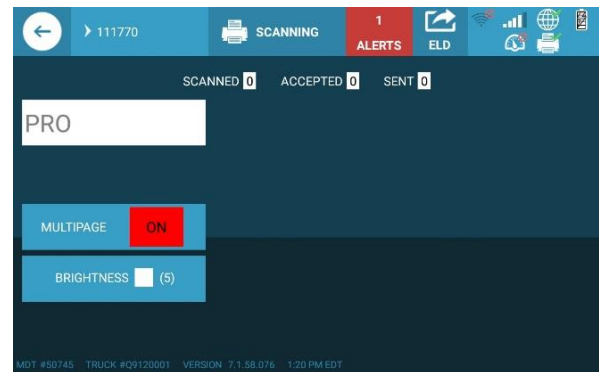 111770
SCANNING
1
ALERTS
ELD
SCANNED 0 ACCEPTED 0 SENT 0
PRO
MULTIPAGE ON
BRIGHTNESS (5)
MDT #50745 TRUCK #Q9120001 VERSION 7.1.58.076 1:20 PM EDT